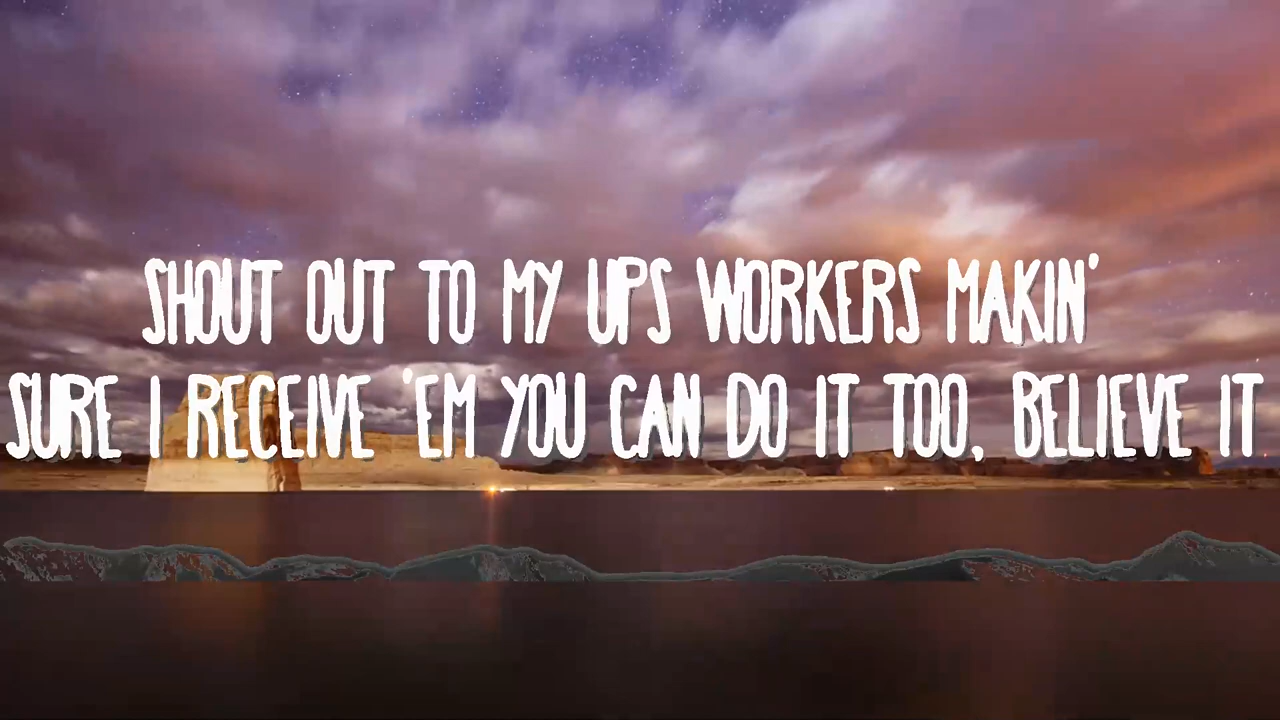 SHOUT OUT TO MY UPS WORKERS MAKIN'
SURE I RECEIVE 'EM YOU CAN DO IT TOO, BELIEVE IT